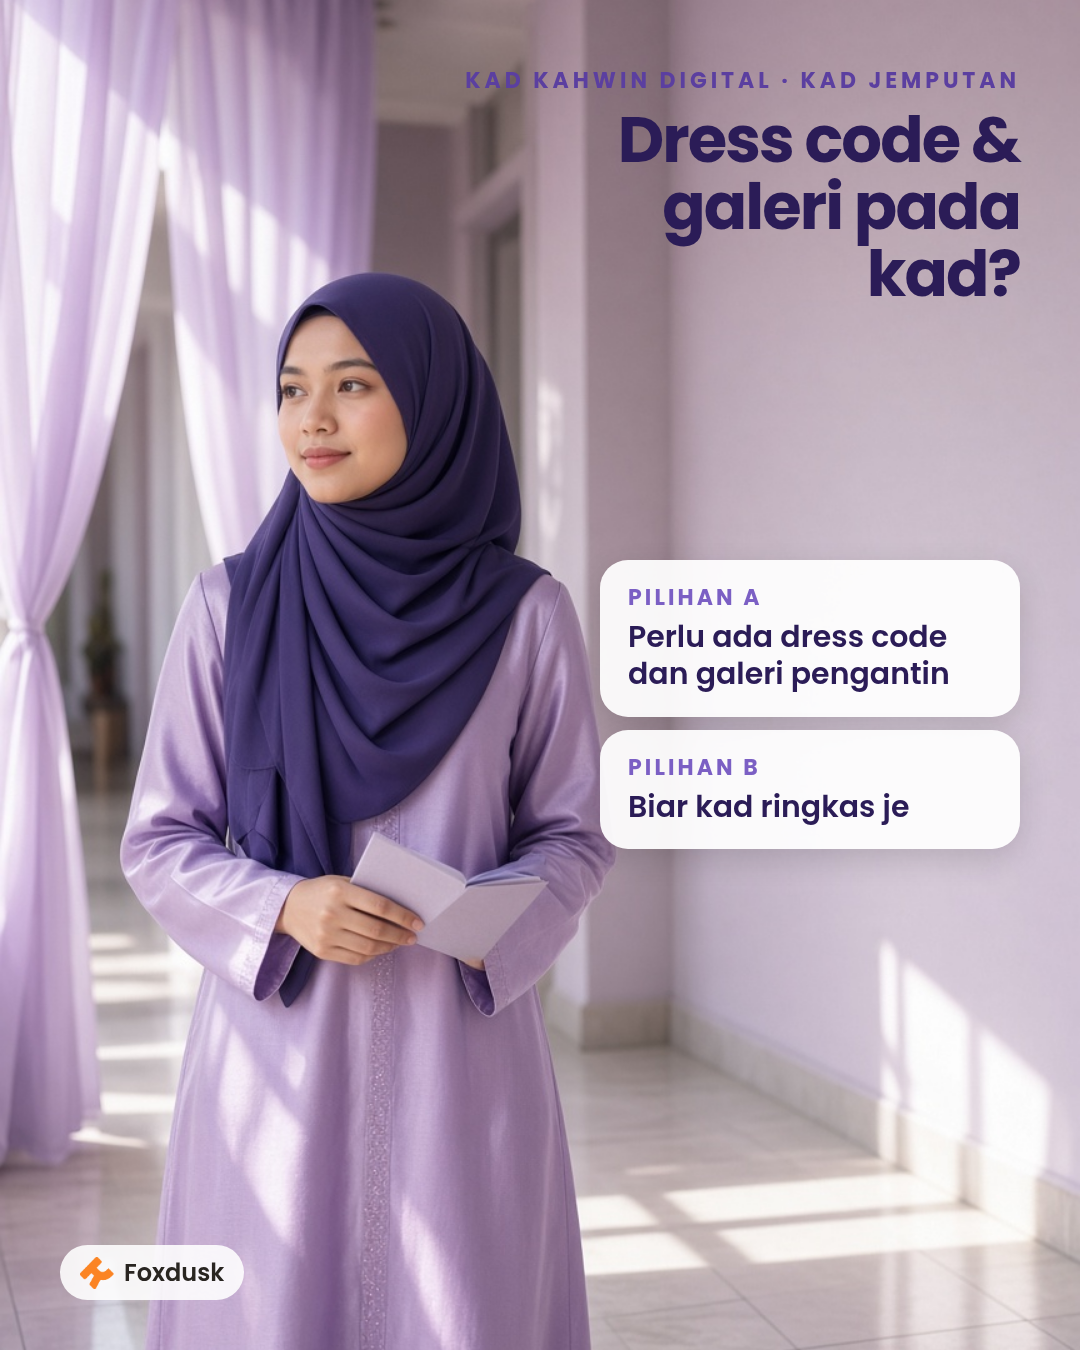 KAD KAHWIN DIGITAL · KAD JEMPUTAN
Dress code &
galeri pada
kad?
PILIHAN A
Perlu ada dress code
dan galeri pengantin
PILIHAN B
Biar kad ringkas je
Foxdusk